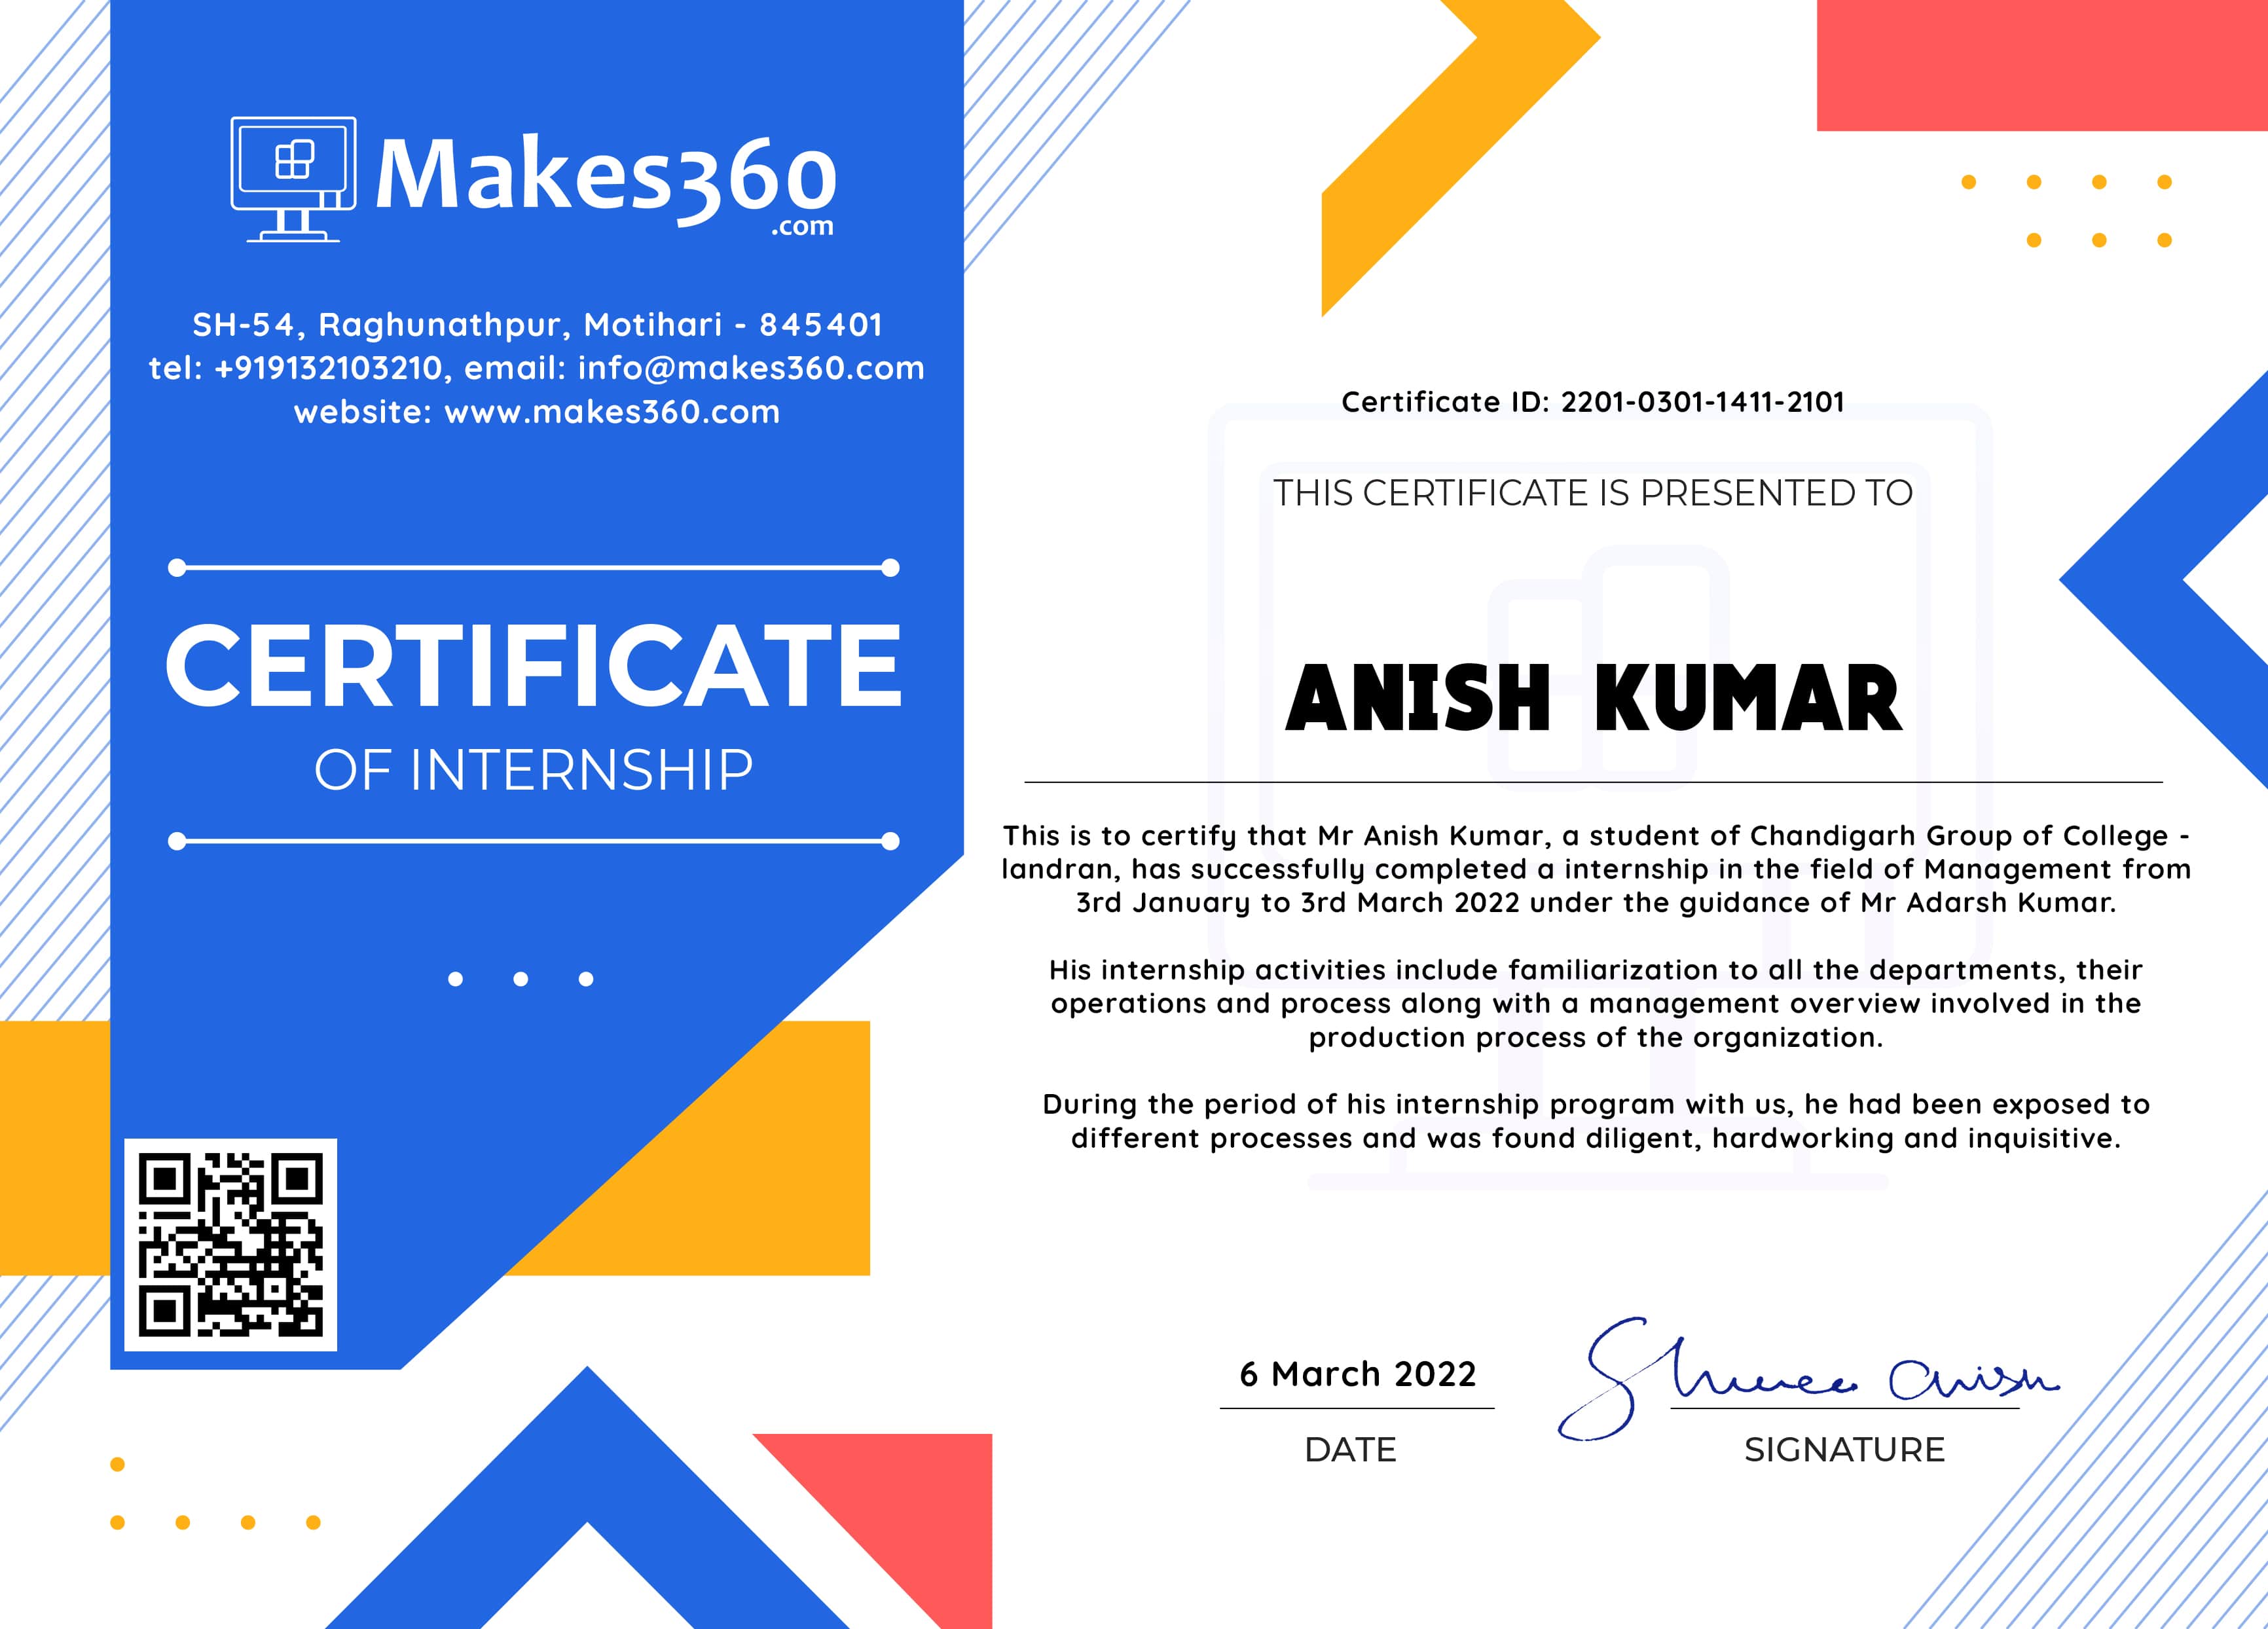 Makes360
.com
SH-54, Raghunathpur, Motihari - 845401
tel: +919132103210, email: info@makes360.com
website: www.makes360.com
CERTIFICATE
OF INTERNSHIP
Certificate ID: 2201-0301-1411-2101
THIS CERTIFICATE IS PRESENTED TO
ANISH KUMAR
This is to certify that Mr Anish Kumar, a student of Chandigarh Group of College -
landran, has successfully completed a internship in the field of Management from
3rd January to 3rd March 2022 under the guidance of Mr Adarsh Kumar.
His internship activities include familiarization to all the departments, their
operations and process along with a management overview involved in the
production process of the organization.
During the period of his internship program with us, he had been exposed to
different processes and was found diligent, hardworking and inquisitive.
6 March 2022
DATE
SIGNATURE